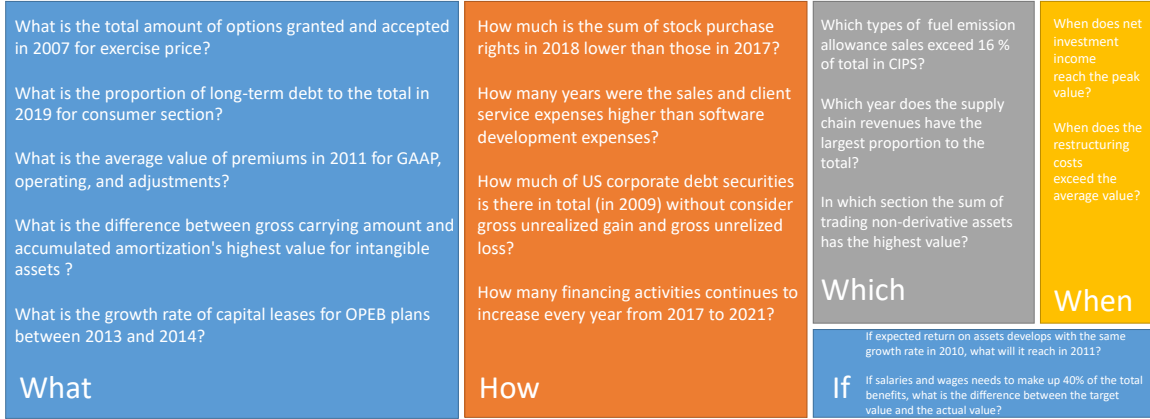 What is the total amount of options granted and accepted
in 2007 for exercise price?
What is the proportion of long-term debt to the total in
2019 for consumer section?
What is the average value of premiums in 2011 for GAAP,
operating, and adjustments?
What is the difference between gross carrying amount and
accumulated amortization's highest value for intangible
assets ?
What is the growth rate of capital leases for OPEB plans
between 2013 and 2014?
What
How much is the sum of stock purchase
rights in 2018 lower than those in 2017?
How many years were the sales and client
service expenses higher than software
development expenses?
How much of US corporate debt securities
is there in total (in 2009) without consider
gross unrealized gain and gross unrelized
loss?
How many financing activities continues to
increase every year from 2017 to 2021?
How
Which types of  fuel emission
allowance sales exceed 16 %
of total in CIPS?
Which year does the supply
chain revenues have the
largest proportion to the
total?
In which section the sum of
trading non-derivative assets
has the highest value?
Which
When does net
investment
income
reach the peak
value?
When does the
restructuring
costs
exceed the
average value?
When
If expected return on assets develops with the same
growth rate in 2010, what will it reach in 2011?
If salaries and wages needs to make up 40% of the total
benefits, what is the difference between the target
value and the actual value?
If